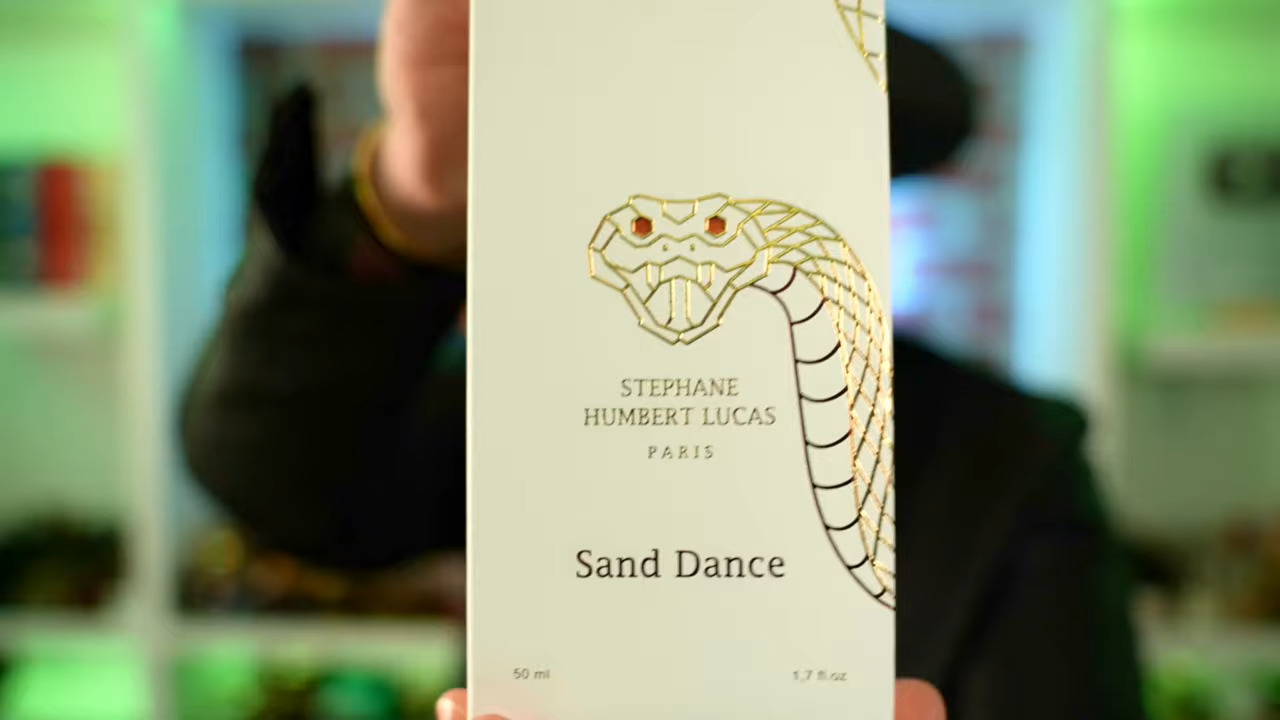 STEPHANE
HUMBERT LUCAS
PARIS
Sand Dance
50 ml 1,7 fl.oz